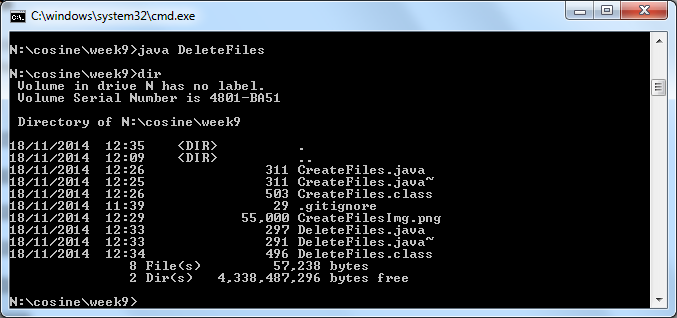 C:\windows\system32\cmd.exe
N:\cosine\week9>java DeleteFiles
N:\cosine\week9>dir
Volume in drive N has no label.
Volume Serial Number is 4801-BA51
Directory of N:\cosine\week9
18/11/2014  12:35    <DIR>          .
18/11/2014  12:09    <DIR>          ..
18/11/2014  12:26               311 CreateFiles.java
18/11/2014  12:25               311 CreateFiles.java~
18/11/2014  12:26               503 CreateFiles.class
18/11/2014  11:39                29 .gitignore
18/11/2014  12:29            55,000 CreateFilesImg.png
18/11/2014  12:33               297 DeleteFiles.java
18/11/2014  12:33               291 DeleteFiles.java~
18/11/2014  12:34               496 DeleteFiles.class
8 File(s)         57,238 bytes
2 Dir(s)   4,338,487,296 bytes free
N:\cosine\week9>